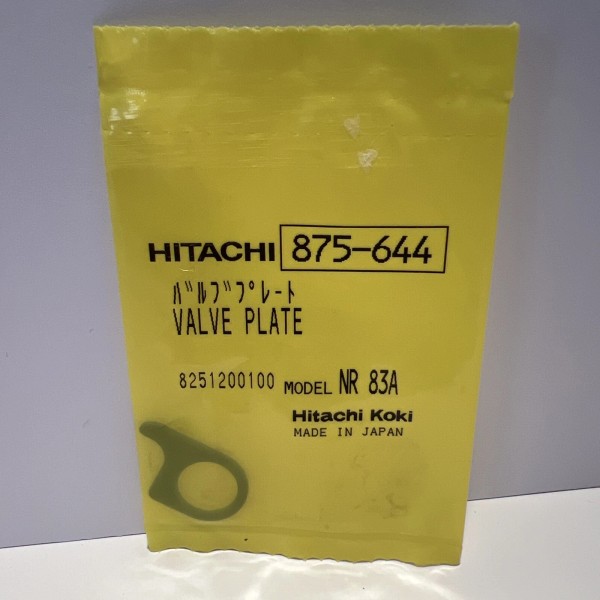 HITACHI 875-644
ﾊﾞﾙﾌﾞﾌﾟﾚｰﾄ
VALVE PLATE
8251200100 MODEL NR 83A
Hitachi Koki
MADE IN JAPAN